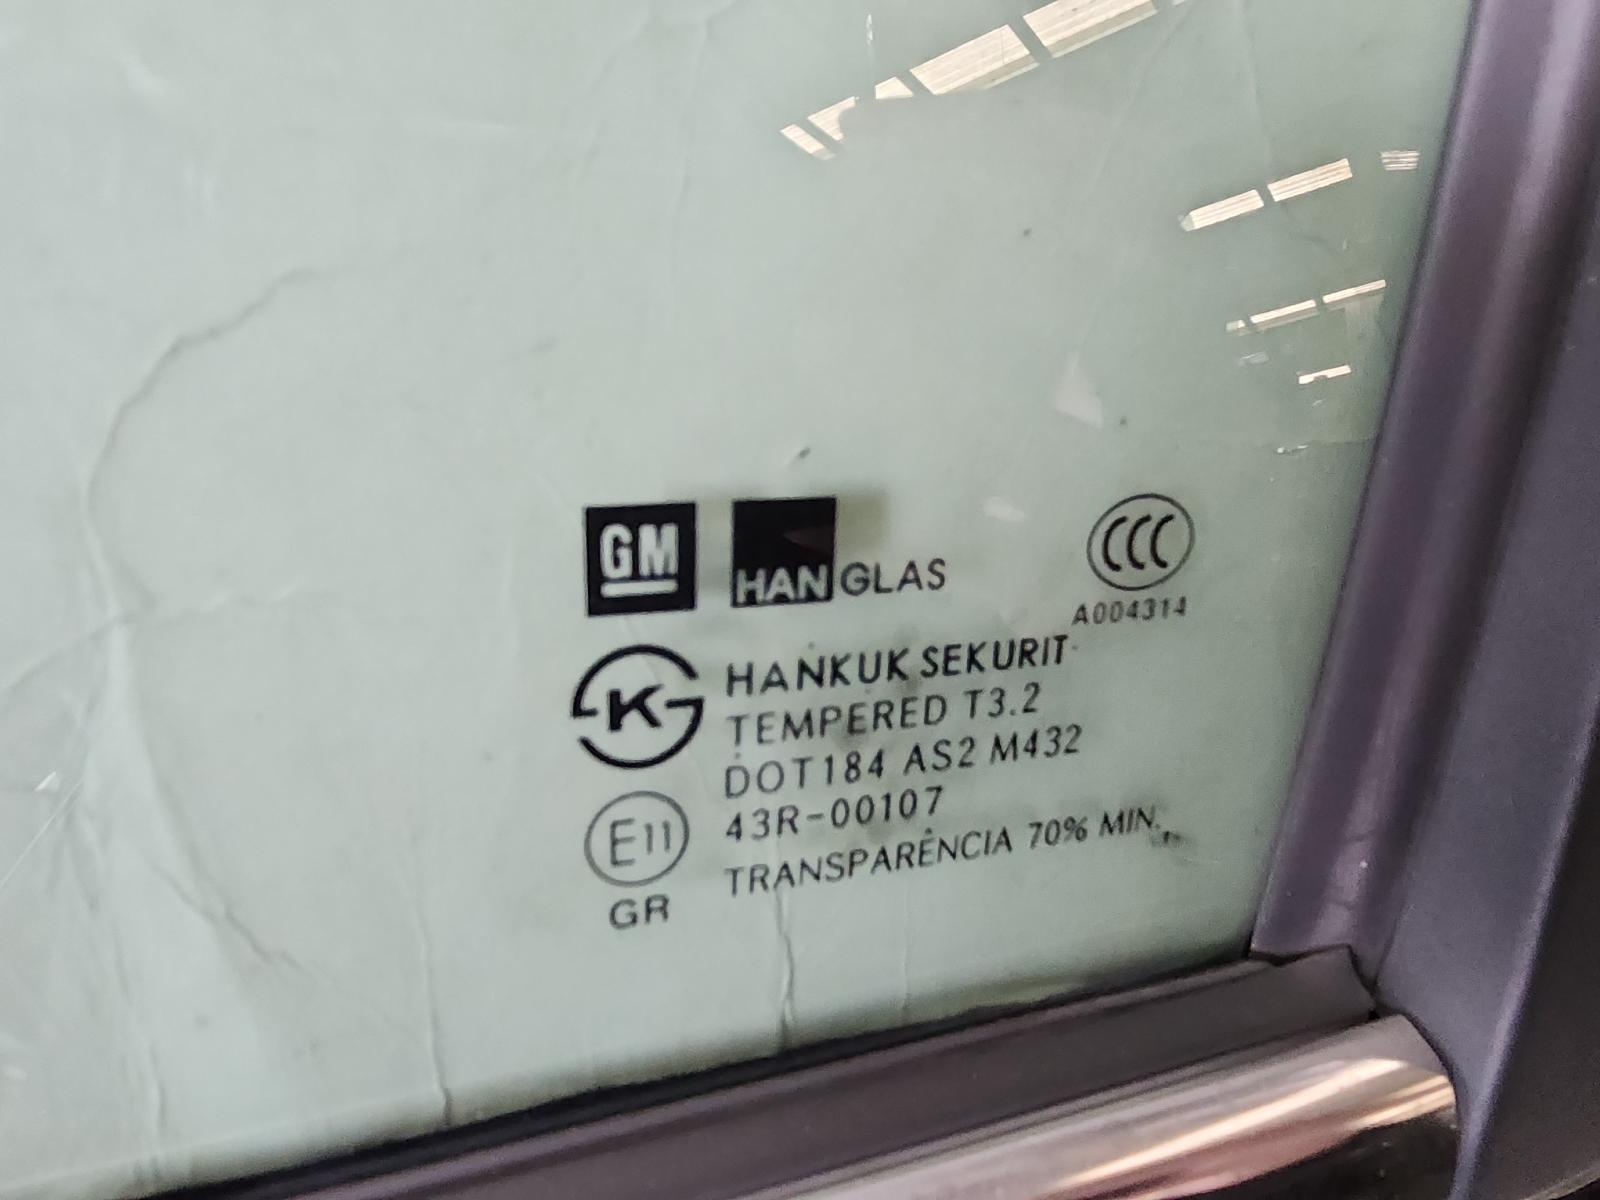 GM HANGLAS CCC
A004314
K HANKUK SEKURIT
TEMPERED T3.2
DOT184 AS2 M432
E11 43R-00107
TRANSPARÊNCIA 70% MIN.
GR